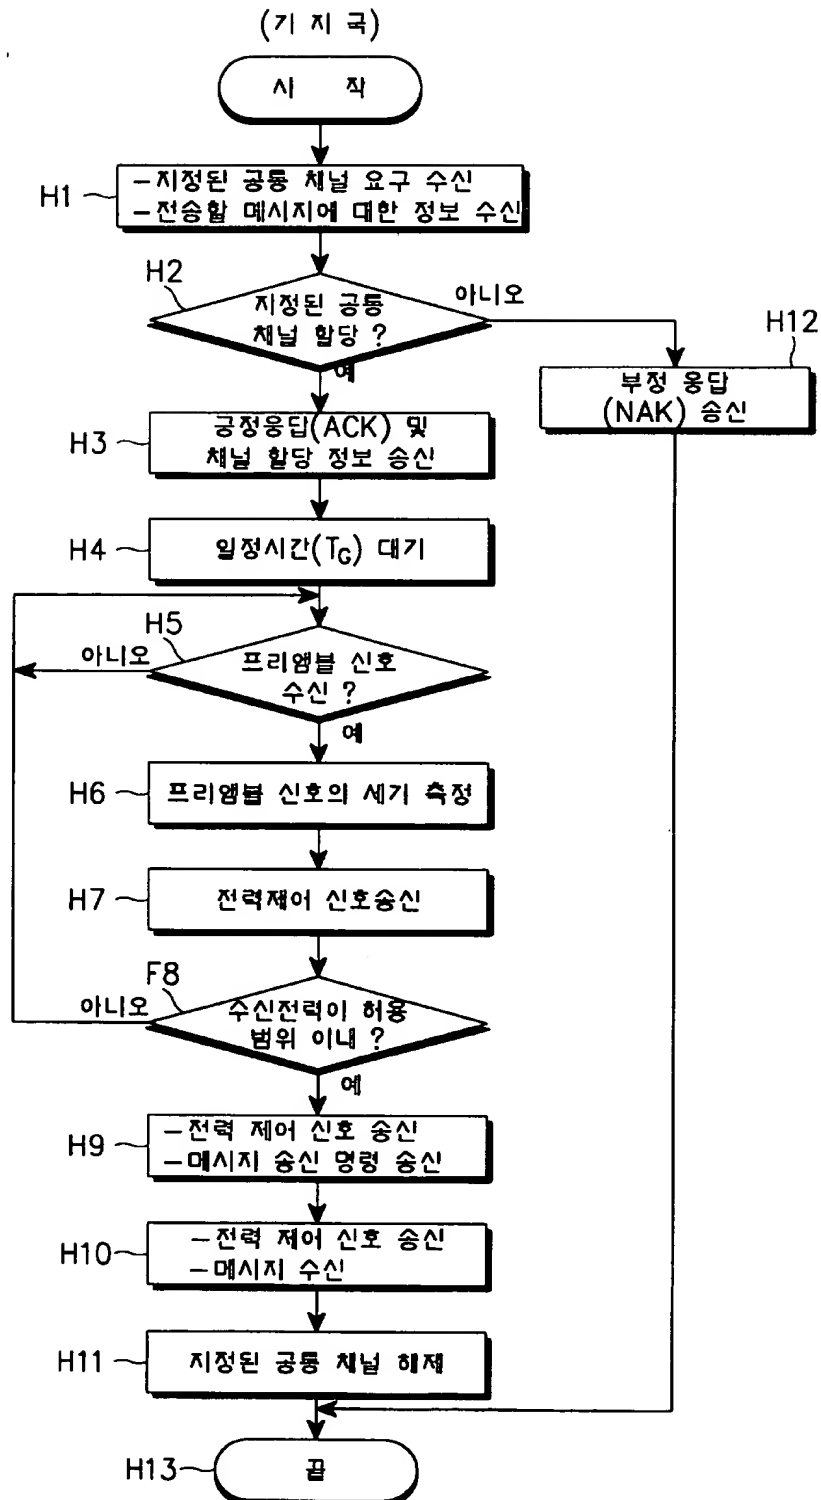 (기 지 국)
시 작
H1
-지정된 공통 채널 요구 수신
-전송할 메시지에 대한 정보 수신
H2
지정된 공통
채널 할당 ?
아니오
예
H12
부정 응답
(NAK) 송신
H3
긍정응답(ACK) 및
채널 할당 정보 송신
H4
일정시간(TG) 대기
H5
아니오
프리앰블 신호
수신 ?
예
H6
프리앰블 신호의 세기 측정
H7
전력제어 신호송신
F8
아니오
수신전력이 허용
범위 이내 ?
예
H9
-전력 제어 신호 송신
-메시지 송신 명령 송신
H10
-전력 제어 신호 송신
-메시지 수신
H11
지정된 공통 채널 해제
H13
끝